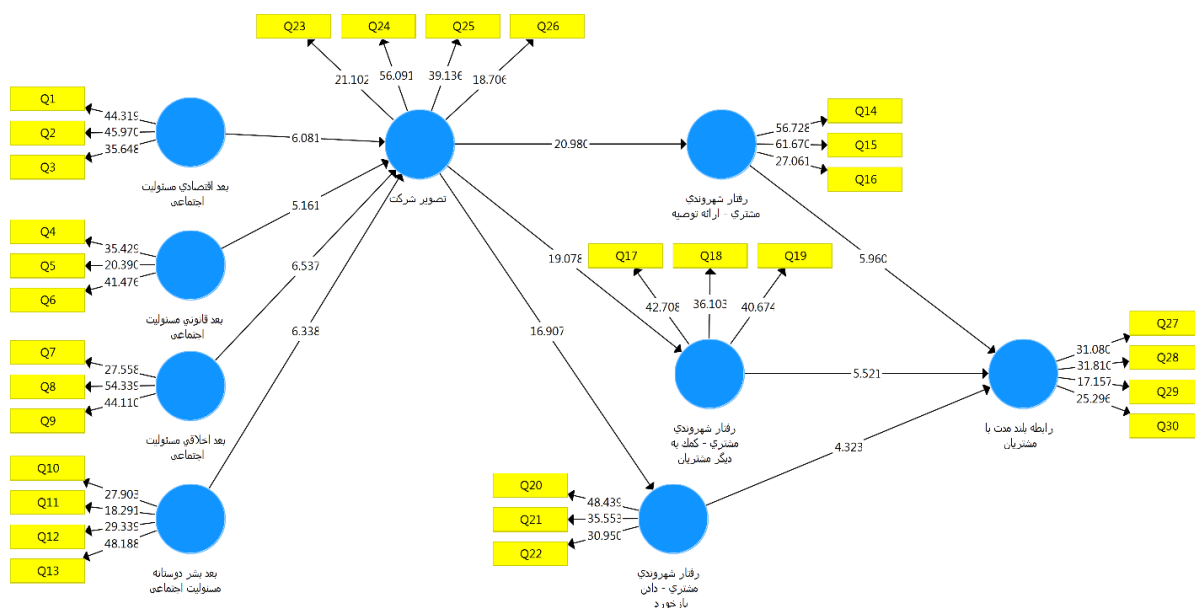 Q23
Q24
Q25
Q26
21.102
56.091
39.136
18.706
Q1
Q2
Q3
44.319
45.970
35.648
بعد اقتصادي مسئوليت
اجتماعی
6.081
تصوير شركت
20.980
Q14
Q15
Q16
56.728
61.670
27.061
رفتار شهروندي
مشتري - ارائه توصيه
Q4
Q5
Q6
35.429
20.390
41.476
بعد قانوني مسئوليت
اجتماعی
5.161
19.078
Q17
Q18
Q19
42.708
36.103
40.674
رفتار شهروندي
مشتري - كمك به
ديگر مشتريان
5.960
5.521
Q7
Q8
Q9
27.558
54.339
44.110
بعد اخلاقي مسئوليت
اجتماعی
6.537
16.907
Q27
Q28
Q29
Q30
31.080
31.810
17.157
25.296
رابطه بلند مدت با
مشتریان
Q10
Q11
Q12
Q13
27.903
18.291
29.339
48.188
بعد بشر دوستانه
مسئوليت اجتماعی
6.338
Q20
Q21
Q22
48.439
35.553
30.950
رفتار شهروندي
مشتري - دادن
بازخورد
4.323